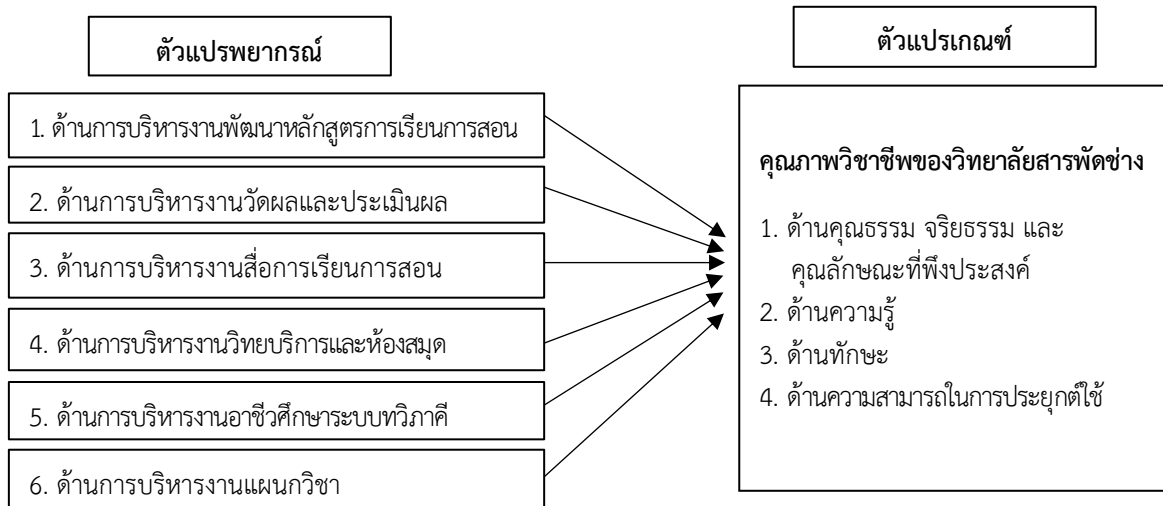 ตัวแปรพยากรณ์
1. ด้านการบริหารงานพัฒนาหลักสูตรการเรียนการสอน
2. ด้านการบริหารงานวัดผลและประเมินผล
3. ด้านการบริหารงานสื่อการเรียนการสอน
4. ด้านการบริหารงานวิทยบริการและห้องสมุด
5. ด้านการบริหารงานอาชีวศึกษาระบบทวิภาคี
6. ด้านการบริหารงานแผนกวิชา
ตัวแปรเกณฑ์
คุณภาพวิชาชีพของวิทยาลัยสารพัดช่าง
1. ด้านคุณธรรม จริยธรรม และ
คุณลักษณะที่พึงประสงค์
2. ด้านความรู้
3. ด้านทักษะ
4. ด้านความสามารถในการประยุกต์ใช้